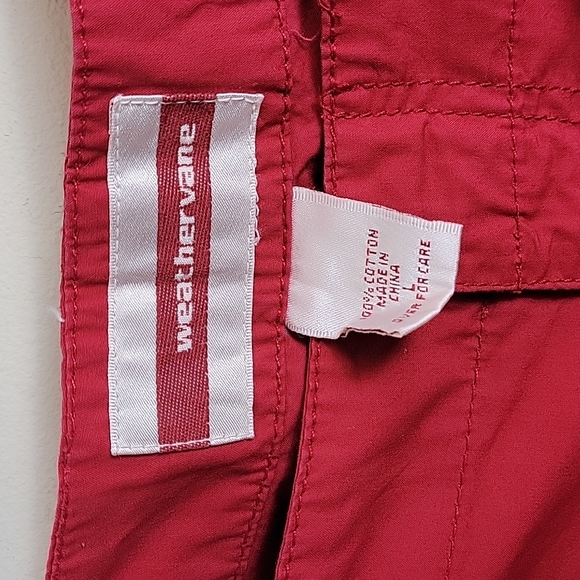 weathervane
100% COTTON
MADE IN
CHINA
L
OVER-FOR-CARE